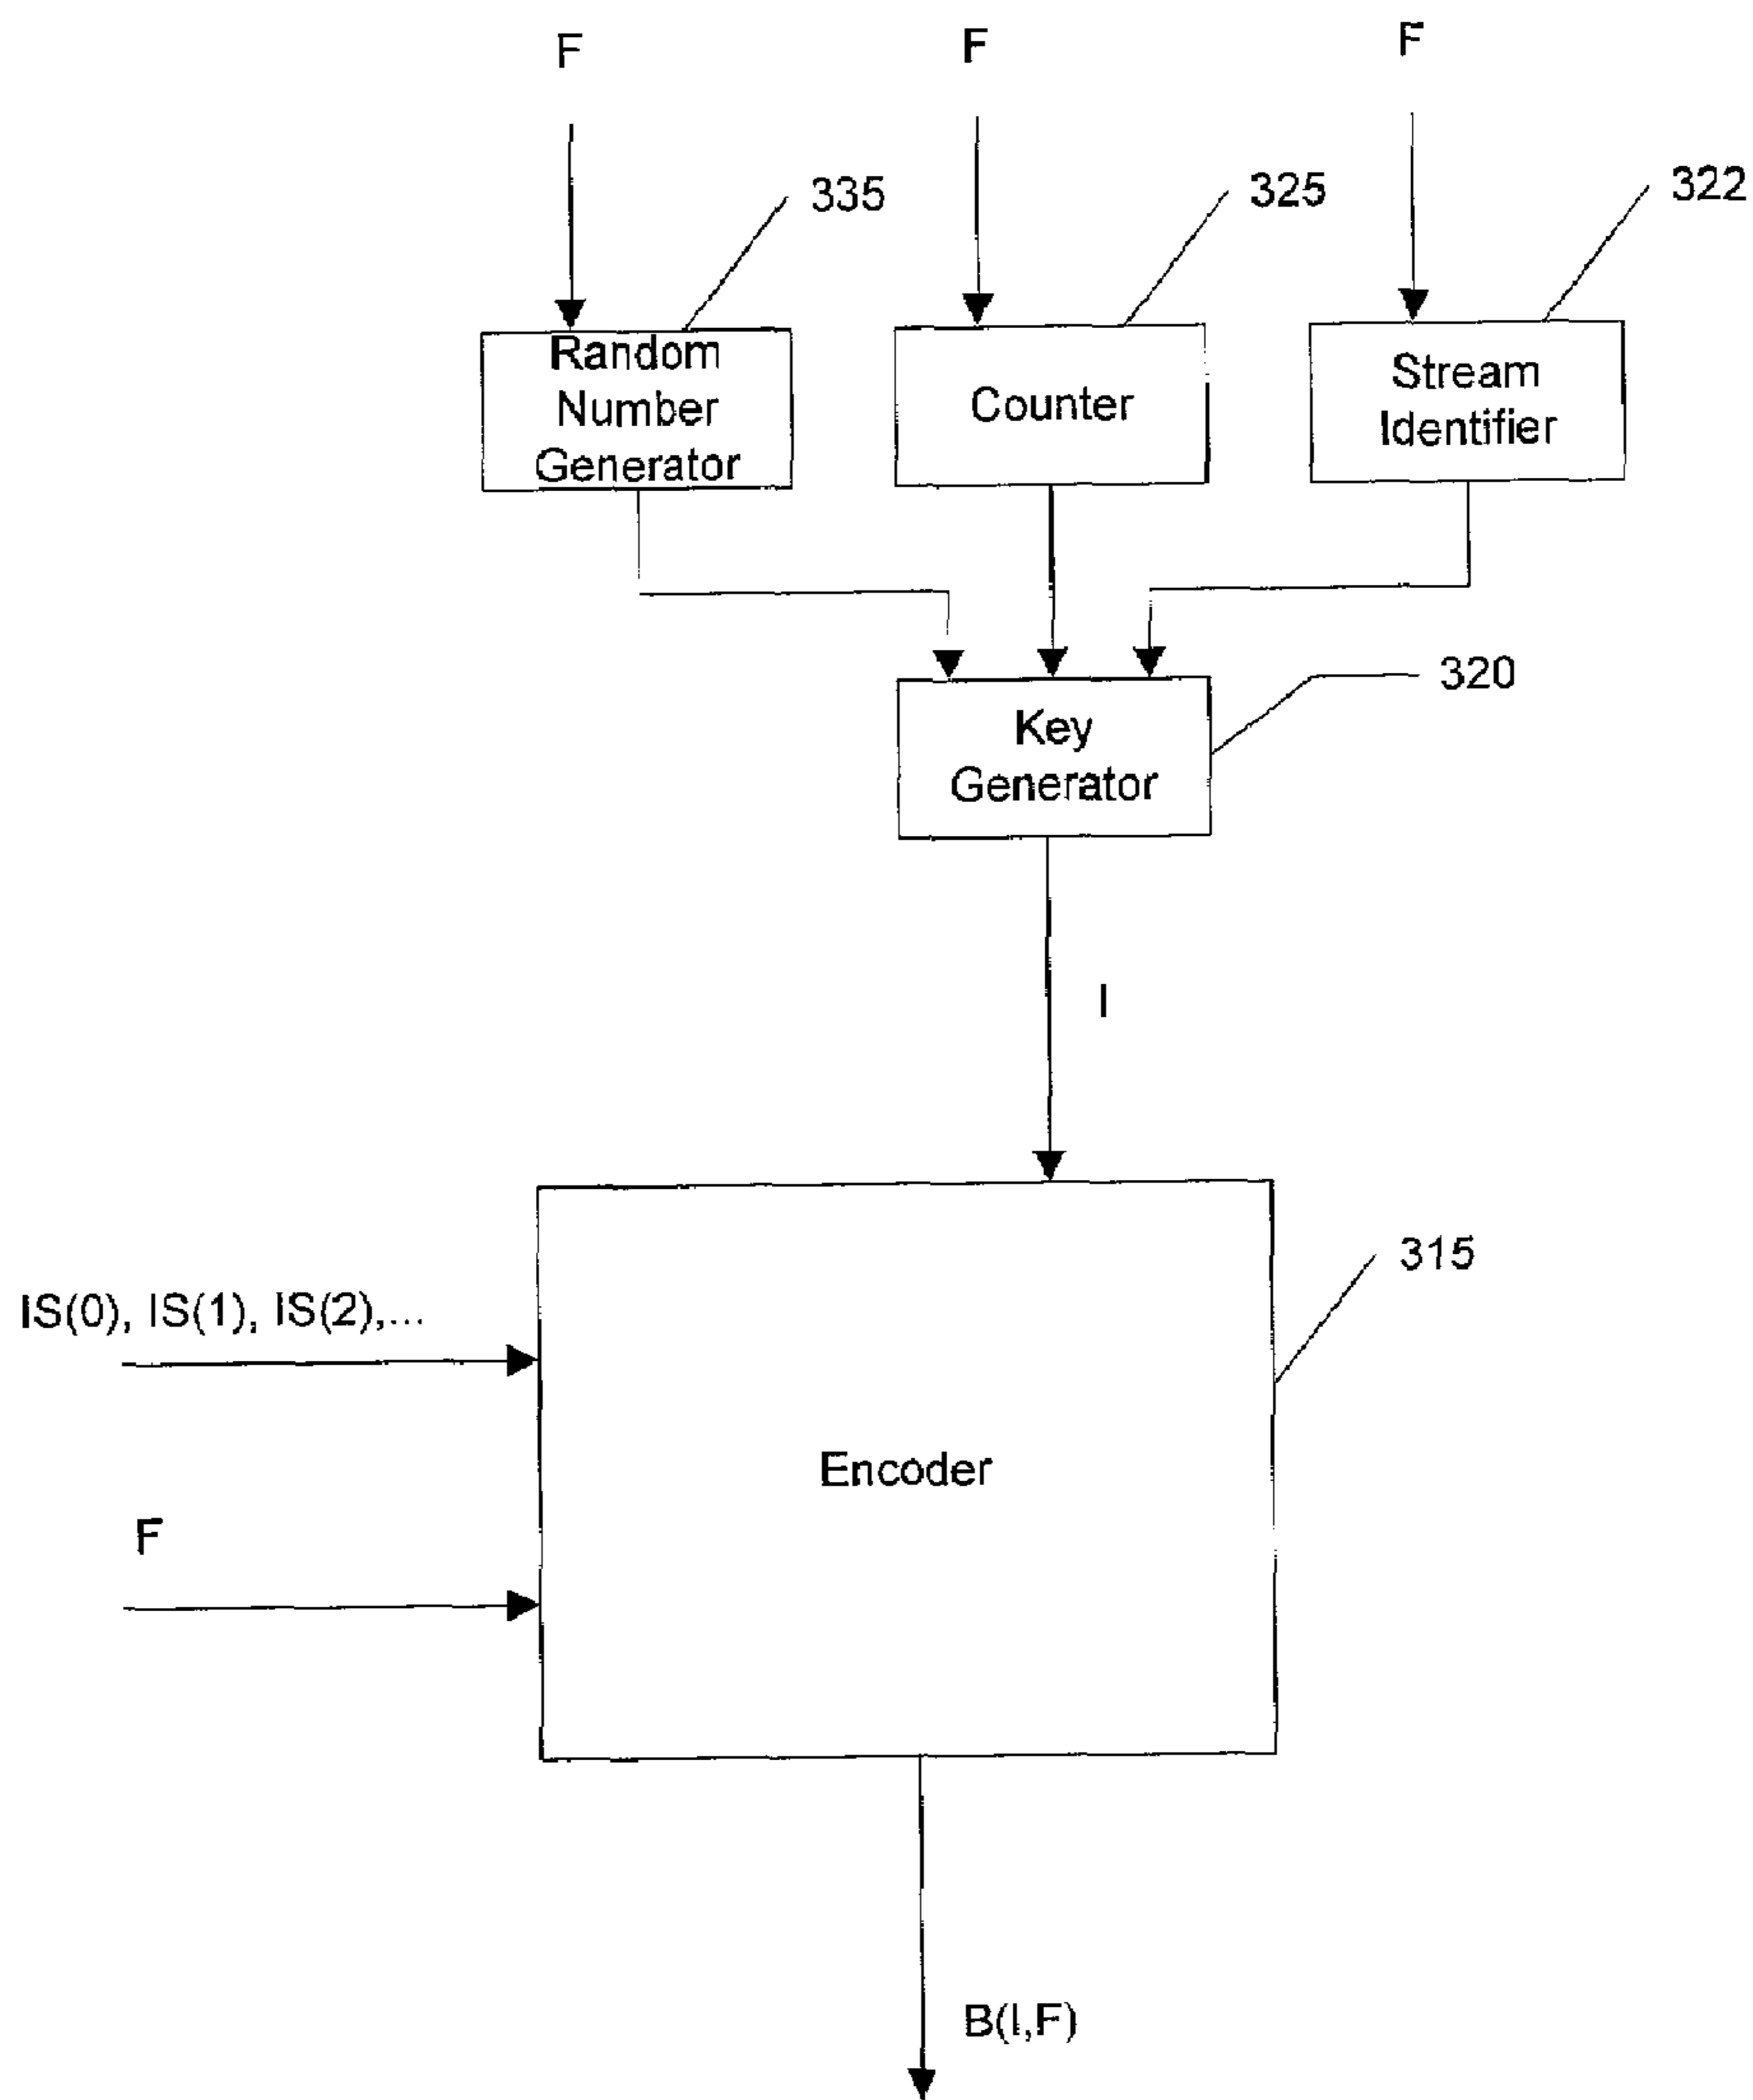 F
F
F
335
325
322
Random
Number
Generator
Counter
Stream
Identifier
320
Key
Generator
I
315
IS(0), IS(1), IS(2),...
Encoder
F
B(I,F)